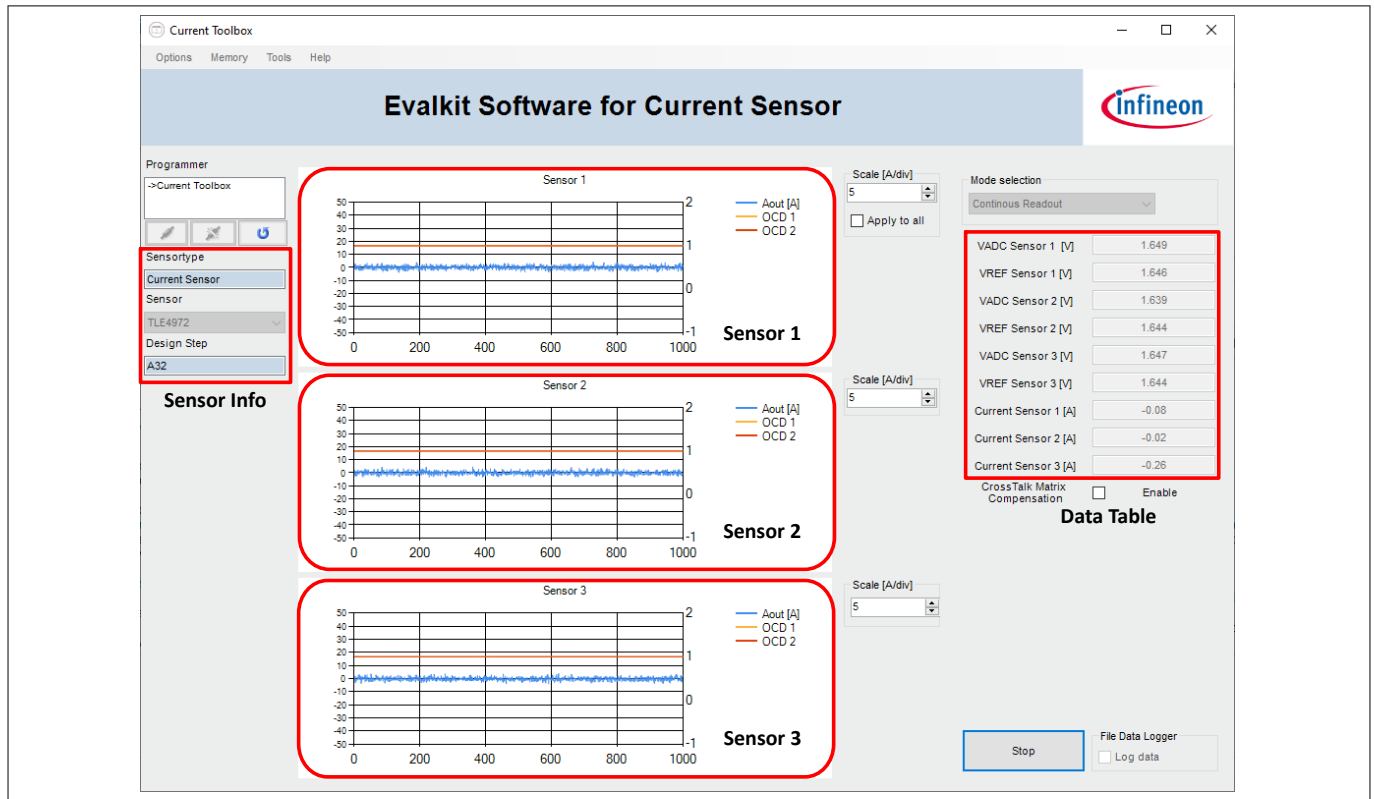 Current Toolbox
Options Memory Tools Help
Evalkit Software for Current Sensor
infineon
Programmer
->Current Toolbox
Sensortype
Current Sensor
Sensor
TLE4972
Design Step
A32
Sensor Info
Sensor 1
50
40
30
20
10
0
-10
-20
-30
-40
-50
2
1
0
-1
0 200 400 600 800 1000
Aout [A]
OCD 1
OCD 2
Sensor 1
Scale [A/div]
5
Apply to all
Sensor 2
50
40
30
20
10
0
-10
-20
-30
-40
-50
2
1
0
-1
0 200 400 600 800 1000
Aout [A]
OCD 1
OCD 2
Sensor 2
Scale [A/div]
5
Sensor 3
50
40
30
20
10
0
-10
-20
-30
-40
-50
2
1
0
-1
0 200 400 600 800 1000
Aout [A]
OCD 1
OCD 2
Sensor 3
Scale [A/div]
5
Mode selection
Continous Readout
VADC Sensor 1 [V] 1.649
VREF Sensor 1 [V] 1.646
VADC Sensor 2 [V] 1.639
VREF Sensor 2 [V] 1.644
VADC Sensor 3 [V] 1.647
VREF Sensor 3 [V] 1.644
Current Sensor 1 [A] -0.08
Current Sensor 2 [A] -0.02
Current Sensor 3 [A] -0.26
CrossTalk Matrix
Compensation
Enable
Data Table
Stop
File Data Logger
Log data